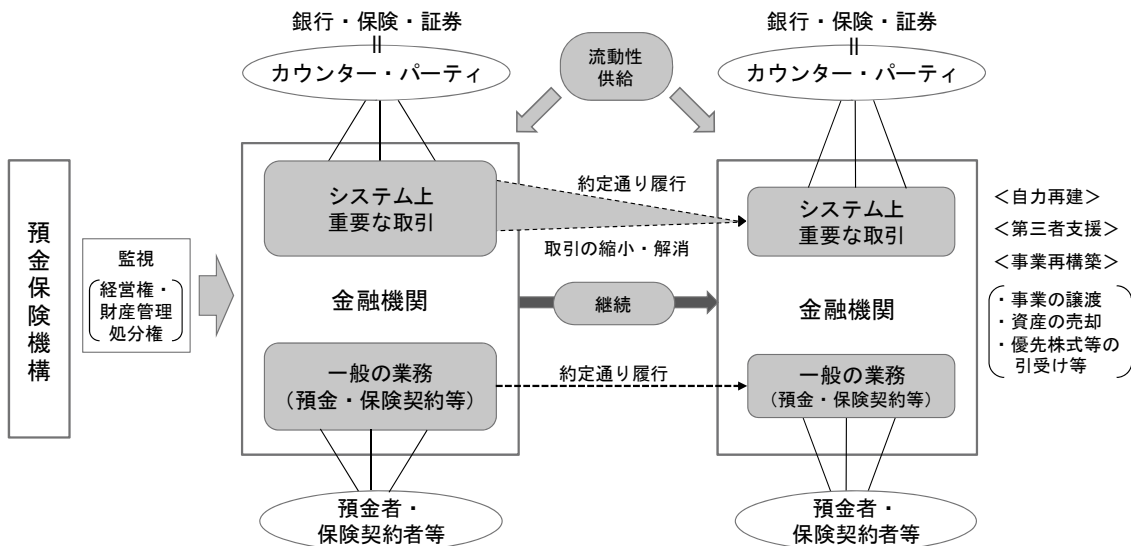 銀行・保険・証券
||
カウンター・パーティ
流動性
供給
銀行・保険・証券
||
カウンター・パーティ
預金保険機構
監視
経営権・
財産管理
処分権
システム上
重要な取引
金融機関
一般の業務
（預金・保険契約等）
預金者・
保険契約者等
約定通り履行
取引の縮小・解消
継続
約定通り履行
システム上
重要な取引
金融機関
一般の業務
（預金・保険契約等）
預金者・
保険契約者等
＜自力再建＞
＜第三者支援＞
＜事業再構築＞
・事業の譲渡
・資産の売却
・優先株式等の
引受け等